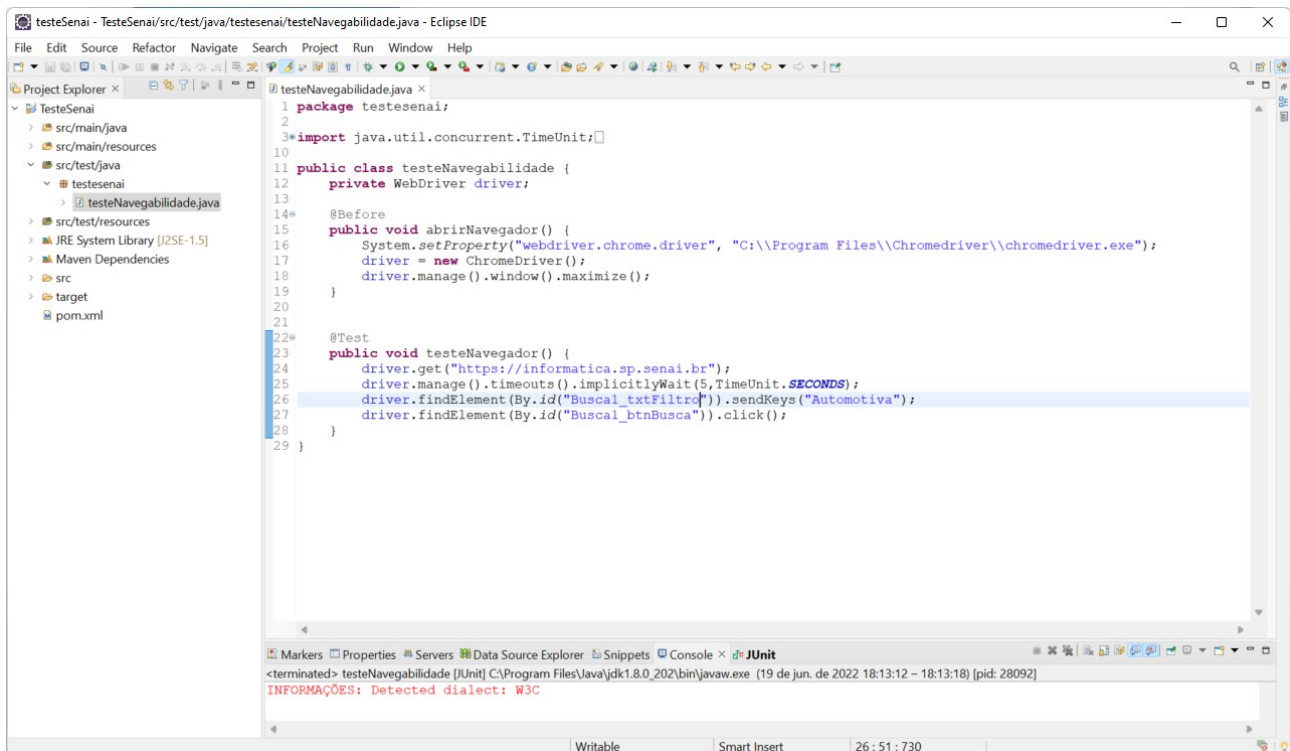 testeSenai - TesteSenai/src/test/java/testesenai/testeNavegabilidade.java - Eclipse IDE
File Edit Source Refactor Navigate Search Project Run Window Help
Project Explorer
testeNavegabilidade.java
TesteSenai
src/main/java
src/main/resources
src/test/java
testesenai
testeNavegabilidade.java
src/test/resources
JRE System Library [J2SE-1.5]
Maven Dependencies
src
target
pom.xml
1 package testesenai;
2
3 import java.util.concurrent.TimeUnit;
10
11 public class testeNavegabilidade {
12 private WebDriver driver;
13
14 @Before
15 public void abrirNavegador() {
16 System.setProperty("webdriver.chrome.driver", "C:\\Program Files\\Chromedriver\\chromedriver.exe");
17 driver = new ChromeDriver();
18 driver.manage().window().maximize();
19 }
20
21
22 @Test
23 public void testeNavegador() {
24 driver.get("https://informatica.sp.senai.br");
25 driver.manage().timeouts().implicitlyWait(5,TimeUnit.SECONDS);
26 driver.findElement(By.id("Busca1_txtFiltro")).sendKeys("Automotiva");
27 driver.findElement(By.id("Busca1_btnBusca")).click();
28 }
29 }
Markers Properties Servers Data Source Explorer Snippets Console JUnit
<terminated> testeNavegabilidade [JUnit] C:\Program Files\Java\jdk1.8.0_202\bin\javaw.exe (19 de jun. de 2022 18:13:12 – 18:13:18) [pid: 28092]
INFORMAÇÕES: Detected dialect: W3C
Writable Smart Insert 26 : 51 : 730